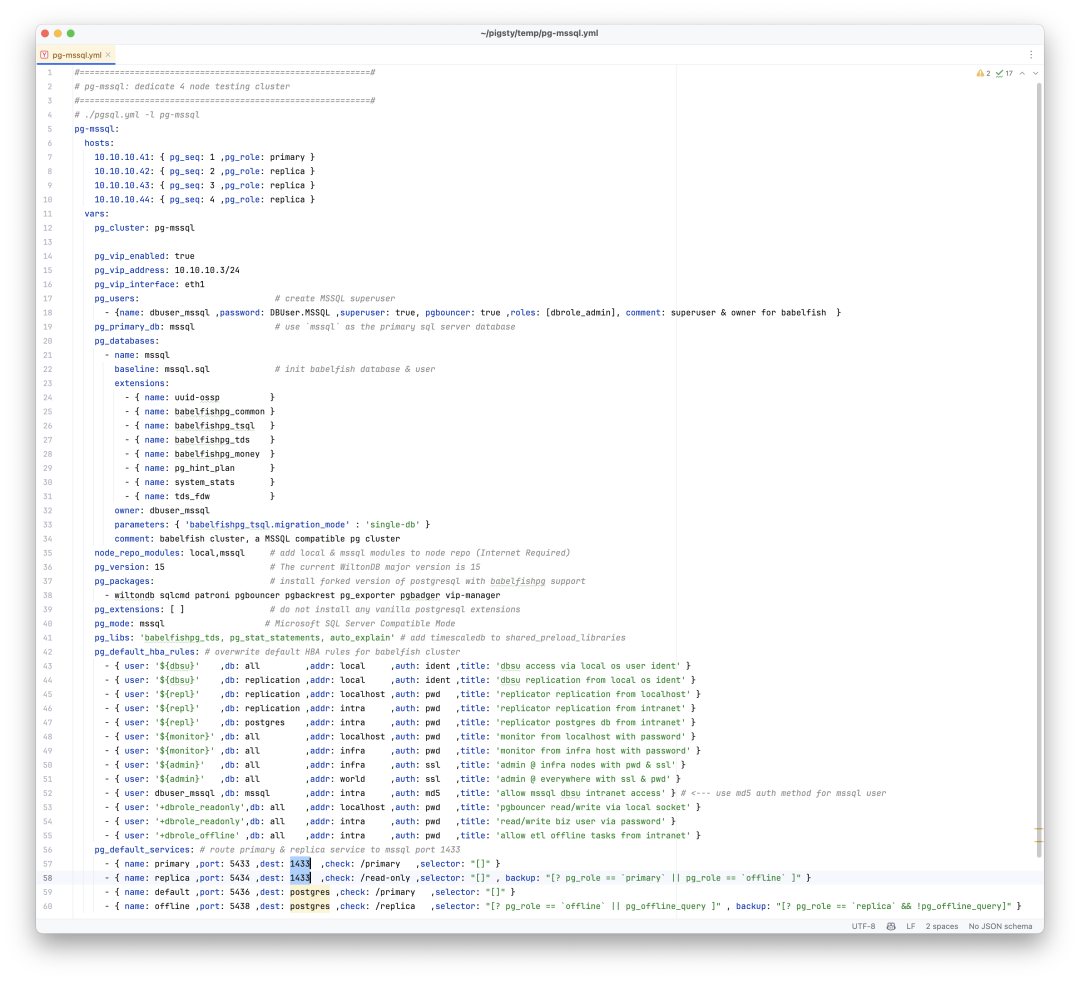 ~/pigsty/temp/pg-mssql.yml
pg-mssql.yml
2 17
1 #==========================================================#
2 # pg-mssql: dedicate 4 node testing cluster
3 #==========================================================#
4 # ./pgsql.yml -l pg-mssql
5 pg-mssql:
6 hosts:
7 10.10.10.41: { pg_seq: 1 ,pg_role: primary }
8 10.10.10.42: { pg_seq: 2 ,pg_role: replica }
9 10.10.10.43: { pg_seq: 3 ,pg_role: replica }
10 10.10.10.44: { pg_seq: 4 ,pg_role: replica }
11 vars:
12 pg_cluster: pg-mssql
13
14 pg_vip_enabled: true
15 pg_vip_address: 10.10.10.3/24
16 pg_vip_interface: eth1
17 pg_users: # create MSSQL superuser
18 - {name: dbuser_mssql ,password: DBUser.MSSQL ,superuser: true, pgbouncer: true ,roles: [dbrole_admin], comment: superuser & owner for babelfish }
19 pg_primary_db: mssql # use `mssql` as the primary sql server database
20 pg_databases:
21 - name: mssql
22 baseline: mssql.sql # init babelfish database & user
23 extensions:
24 - { name: uuid-ossp }
25 - { name: babelfishpg_common }
26 - { name: babelfishpg_tsql }
27 - { name: babelfishpg_tds }
28 - { name: babelfishpg_money }
29 - { name: pg_hint_plan }
30 - { name: system_stats }
31 - { name: tds_fdw }
32 owner: dbuser_mssql
33 parameters: { 'babelfishpg_tsql.migration_mode' : 'single-db' }
34 comment: babelfish cluster, a MSSQL compatible pg cluster
35 node_repo_modules: local,mssql # add local & mssql modules to node repo (Internet Required)
36 pg_version: 15 # The current WiltonDB major version is 15
37 pg_packages: # install forked version of postgresql with babelfishpg support
38 - wiltondb sqlcmd patroni pgbouncer pgbackrest pg_exporter pgbadger vip-manager
39 pg_extensions: [ ] # do not install any vanilla postgresql extensions
40 pg_mode: mssql # Microsoft SQL Server Compatible Mode
41 pg_libs: 'babelfishpg_tds, pg_stat_statements, auto_explain' # add timescaledb to shared_preload_libraries
42 pg_default_hba_rules: # overwrite default HBA rules for babelfish cluster
43 - { user: '${dbsu}' ,db: all ,addr: local ,auth: ident ,title: 'dbsu access via local os user ident' }
44 - { user: '${dbsu}' ,db: replication ,addr: local ,auth: ident ,title: 'dbsu replication from local os ident' }
45 - { user: '${repl}' ,db: replication ,addr: localhost ,auth: pwd ,title: 'replicator replication from localhost' }
46 - { user: '${repl}' ,db: replication ,addr: intra ,auth: pwd ,title: 'replicator replication from intranet' }
47 - { user: '${repl}' ,db: postgres ,addr: intra ,auth: pwd ,title: 'replicator postgres db from intranet' }
48 - { user: '${monitor}' ,db: all ,addr: localhost ,auth: pwd ,title: 'monitor from localhost with password' }
49 - { user: '${monitor}' ,db: all ,addr: infra ,auth: pwd ,title: 'monitor from infra host with password' }
50 - { user: '${admin}' ,db: all ,addr: infra ,auth: ssl ,title: 'admin @ infra nodes with pwd & ssl' }
51 - { user: '${admin}' ,db: all ,addr: world ,auth: ssl ,title: 'admin @ everywhere with ssl & pwd' }
52 - { user: dbuser_mssql ,db: mssql ,addr: intra ,auth: md5 ,title: 'allow mssql dbsu intranet access' } # <--- use md5 auth method for mssql user
53 - { user: '+dbrole_readonly',db: all ,addr: localhost ,auth: pwd ,title: 'pgbouncer read/write via local socket' }
54 - { user: '+dbrole_readonly',db: all ,addr: intra ,auth: pwd ,title: 'read/write biz user via password' }
55 - { user: '+dbrole_offline' ,db: all ,addr: intra ,auth: pwd ,title: 'allow etl offline tasks from intranet' }
56 pg_default_services: # route primary & replica service to mssql port 1433
57 - { name: primary ,port: 5433 ,dest: 1433 ,check: /primary ,selector: "[]" }
58 - { name: replica ,port: 5434 ,dest: 1433 ,check: /read-only ,selector: "[]" , backup: "[? pg_role == `primary` || pg_role == `offline` ]" }
59 - { name: default ,port: 5436 ,dest: postgres ,check: /primary ,selector: "[]" }
60 - { name: offline ,port: 5438 ,dest: postgres ,check: /replica ,selector: "[? pg_role == `offline` || pg_offline_query ]" , backup: "[? pg_role == `replica` && !pg_offline_query]" }
UTF-8 LF 2 spaces No JSON schema